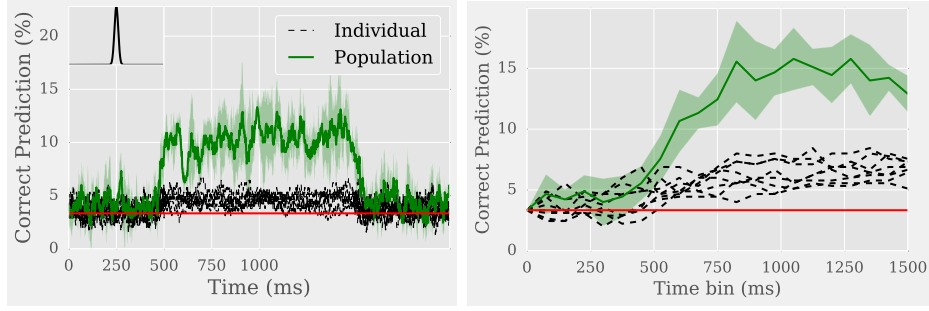 Correct Prediction (%)
20
15
10
5
0
Individual
Population
0 250 500 750 1000
Time (ms)
Correct Prediction (%)
15
10
5
0
0 250 500 750 1000 1250 1500
Time bin (ms)